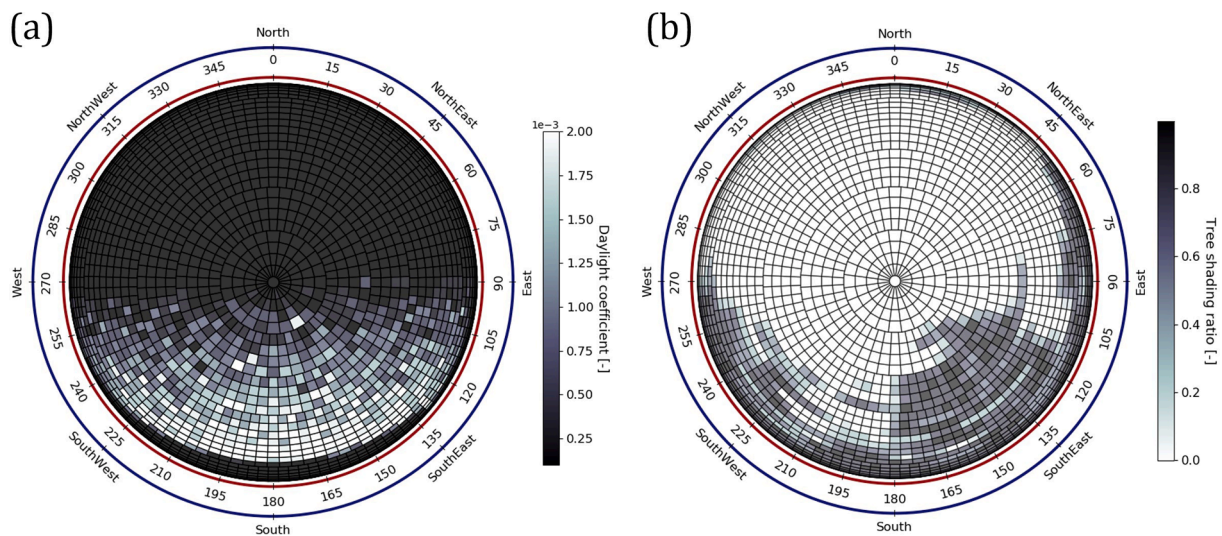 (a)
North
0
15
30
NorthEast
45
60
75
90
East
105
120
135
SouthEast
150
165
180
South
195
210
SouthWest
225
240
255
270
West
285
300
315
NorthWest
330
345
1e−3
2.00
1.75
1.50
1.25
1.00
0.75
0.50
0.25
Daylight coefficient [-]
(b)
North
0
15
30
NorthEast
45
60
75
90
East
105
120
135
SouthEast
150
165
180
South
195
210
SouthWest
225
240
255
270
West
285
300
315
NorthWest
330
345
0.8
0.6
0.4
0.2
0.0
Tree shading ratio [-]